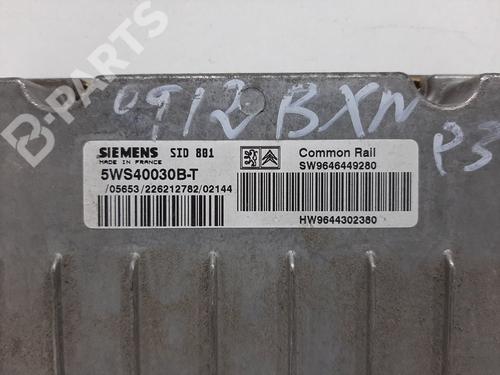 B-PARTS
0912 BXN
P3
SIEMENS SID 801
MADE IN FRANCE
5WS40030B-T
/05653/226212782/02144
Common Rail
SW9646449280
HW9644302380